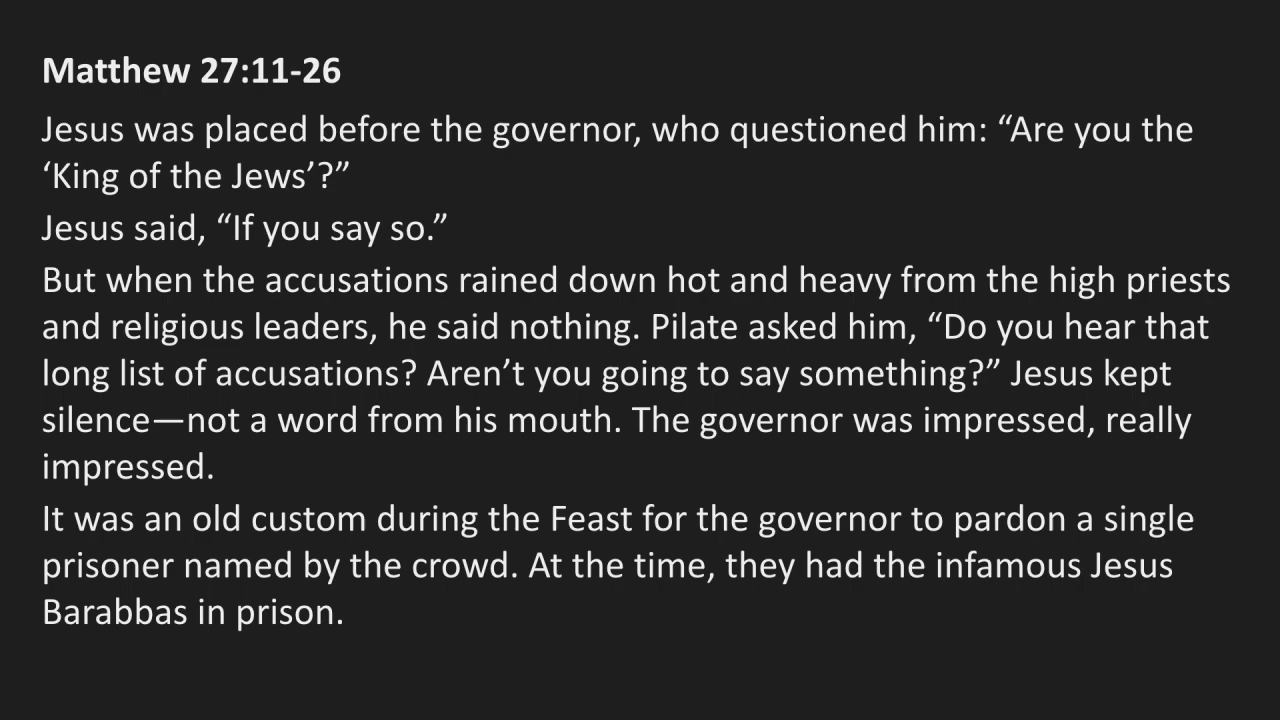 Matthew 27:11-26
Jesus was placed before the governor, who questioned him: “Are you the
‘King of the Jews’?”
Jesus said, “If you say so.”
But when the accusations rained down hot and heavy from the high priests
and religious leaders, he said nothing. Pilate asked him, “Do you hear that
long list of accusations? Aren’t you going to say something?” Jesus kept
silence—not a word from his mouth. The governor was impressed, really
impressed.
It was an old custom during the Feast for the governor to pardon a single
prisoner named by the crowd. At the time, they had the infamous Jesus
Barabbas in prison.